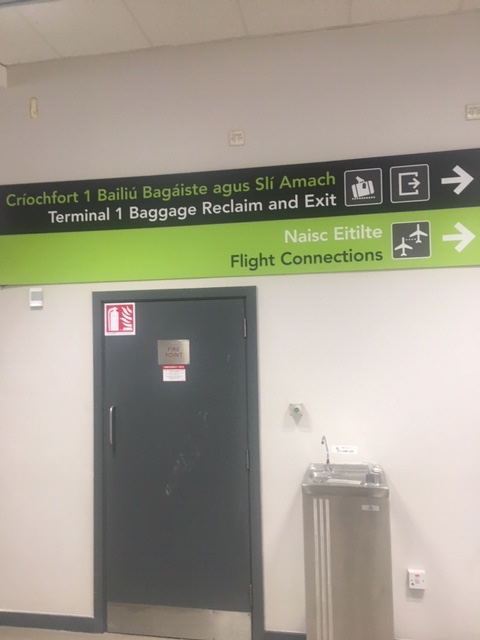 Críochfort 1 Bailiú Bagáiste agus Slí Amach
Terminal 1 Baggage Reclaim and Exit
Naisc Eitilte
Flight Connections
FIRE
POINT